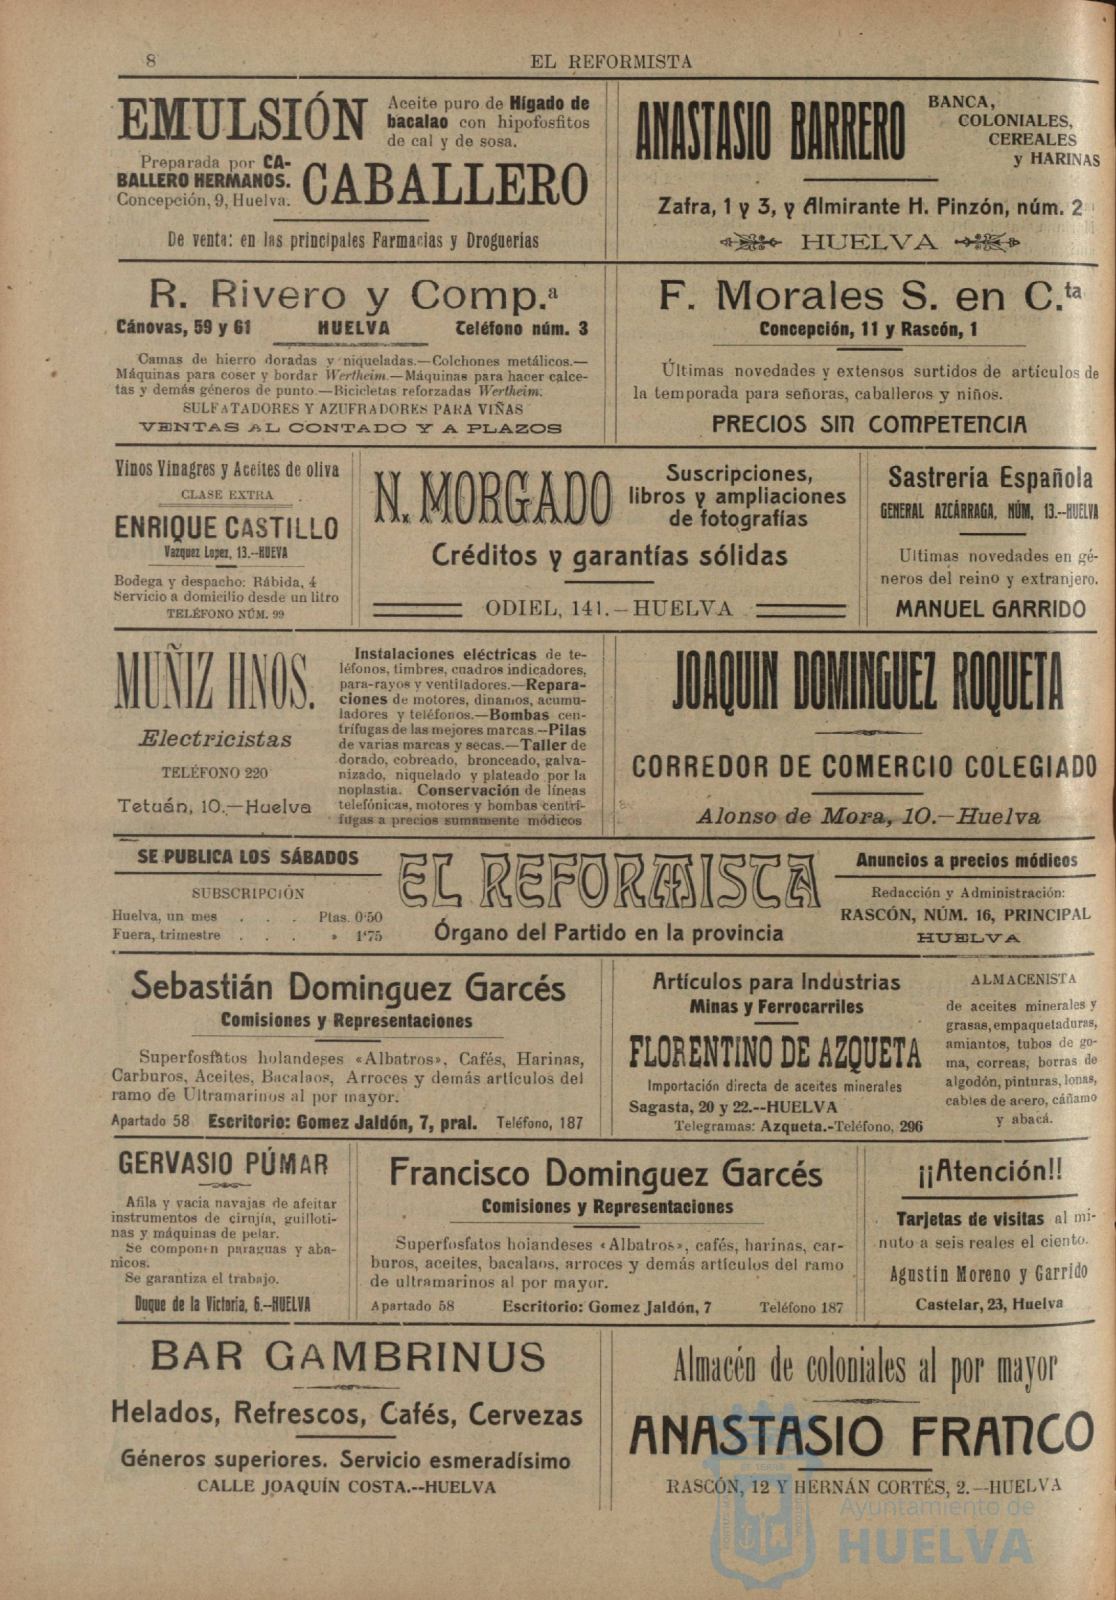 8
EL REFORMISTA
EMULSIÓN
Aceite puro de Hígado de
bacalao con hipofosfitos
de cal y de sosa.
Preparada por CA-
BALLERO HERMANOS.
Concepción, 9, Huelva.
CABALLERO
De venta: en las principales Farmacias y Droguerías
ANASTASIO BARRERO
BANCA,
COLONIALES,
CEREALES
y HARINAS
Zafra, 1 y 3, y Almirante H. Pinzón, núm. 2
HUELVA
R. Rivero y Comp.a
Cánovas, 59 y 61 HUELVA Teléfono núm. 3
Camas de hierro doradas y niqueladas.—Colchones metálicos.—
Máquinas para coser y bordar Wertheim.—Máquinas para hacer calce-
tas y demás géneros de punto.—Bicicletas reforzadas Wertheim.
SULFATADORES Y AZUFRADORES PARA VIÑAS
VENTAS AL CONTADO Y A PLAZOS
F. Morales S. en C.ta
Concepción, 11 y Rascón, 1
Últimas novedades y extensos surtidos de artículos de
la temporada para señoras, caballeros y niños.
PRECIOS SIN COMPETENCIA
Vinos Vinagres y Aceites de oliva
CLASE EXTRA
ENRIQUE CASTILLO
Vazquez Lopez, 13.--HUEVA
Bodega y despacho: Rábida, 4
Servicio a domicilio desde un litro
TELÉFONO NÚM. 99
N. MORGADO
Suscripciones,
libros y ampliaciones
de fotografías
Créditos y garantías sólidas
ODIEL, 141.—HUELVA
Sastrería Española
GENERAL AZCÁRRAGA, NÚM, 13.--HUELVA
Ultimas novedades en gé-
neros del reino y extranjero.
MANUEL GARRIDO
MUÑIZ HNOS.
Electricistas
TELÉFONO 220
Tetuán, 10.—Huelva
Instalaciones eléctricas de te-
léfonos, timbres, cuadros indicadores,
para-rayos y ventiladores.—Repara-
ciones de motores, dinamos, acumu-
ladores y teléfonos.—Bombas cen-
trífugas de las mejores marcas.—Pilas
de varias marcas y secas.—Taller de
dorado, cobreado, bronceado, galva-
nizado, niquelado y plateado por la
noplastia. Conservación de líneas
telefónicas, motores y bombas centrí-
fugas a precios sumamente módicos
JOAQUIN DOMINGUEZ ROQUETA
CORREDOR DE COMERCIO COLEGIADO
Alonso de Mora, 10.—Huelva
SE PUBLICA LOS SÁBADOS
SUBSCRIPCIÓN
Huelva, un mes . . . Ptas. 0'50
Fuera, trimestre . . . » 1'75
EL REFORMISTA
Órgano del Partido en la provincia
Anuncios a precios módicos
Redacción y Administración:
RASCÓN, NÚM. 16, PRINCIPAL
HUELVA
Sebastián Dominguez Garcés
Comisiones y Representaciones
Superfosfatos holandeses «Albatros», Cafés, Harinas,
Carburos, Aceites, Bacalaos, Arroces y demás artículos del
ramo de Ultramarinos al por mayor.
Apartado 58 Escritorio: Gomez Jaldón, 7, pral. Teléfono, 187
Artículos para Industrias
Minas y Ferrocarriles
FLORENTINO DE AZQUETA
Importación directa de aceites minerales
Sagasta, 20 y 22.--HUELVA
Telegramas: Azqueta.-Teléfono, 296
ALMACENISTA
de aceites minerales y
grasas, empaquetaduras,
amiantos, tubos de go-
ma, correas, borras de
algodón, pinturas, lonas,
cables de acero, cáñamo
y abacá.
GERVASIO PÚMAR
Afila y vacia navajas de afeitar
instrumentos de cirujía, guilloti-
nas y máquinas de pelar.
Se componen paraguas y aba-
nicos.
Se garantiza el trabajo.
Duque de la Victoria, 6.--HUELVA
Francisco Dominguez Garcés
Comisiones y Representaciones
Superfosfatos hoiandeses «Albatros», cafés, harinas, car-
buros, aceites, bacalaos, arroces y demás artículos del ramo
de ultramarinos al por mayor.
Apartado 58 Escritorio: Gomez Jaldón, 7 Teléfono 187
¡¡Atención!!
Tarjetas de visitas al mi-
nuto a seis reales el ciento.
Agustin Moreno y Garrido
Castelar, 23, Huelva
BAR GAMBRINUS
Helados, Refrescos, Cafés, Cervezas
Géneros superiores. Servicio esmeradísimo
CALLE JOAQUÍN COSTA.--HUELVA
Almacén de coloniales al por mayor
ANASTASIO FRANCO
RASCÓN, 12 Y HERNÁN CORTÉS, 2.--HUELVA
Ayuntamiento de
HUELVA